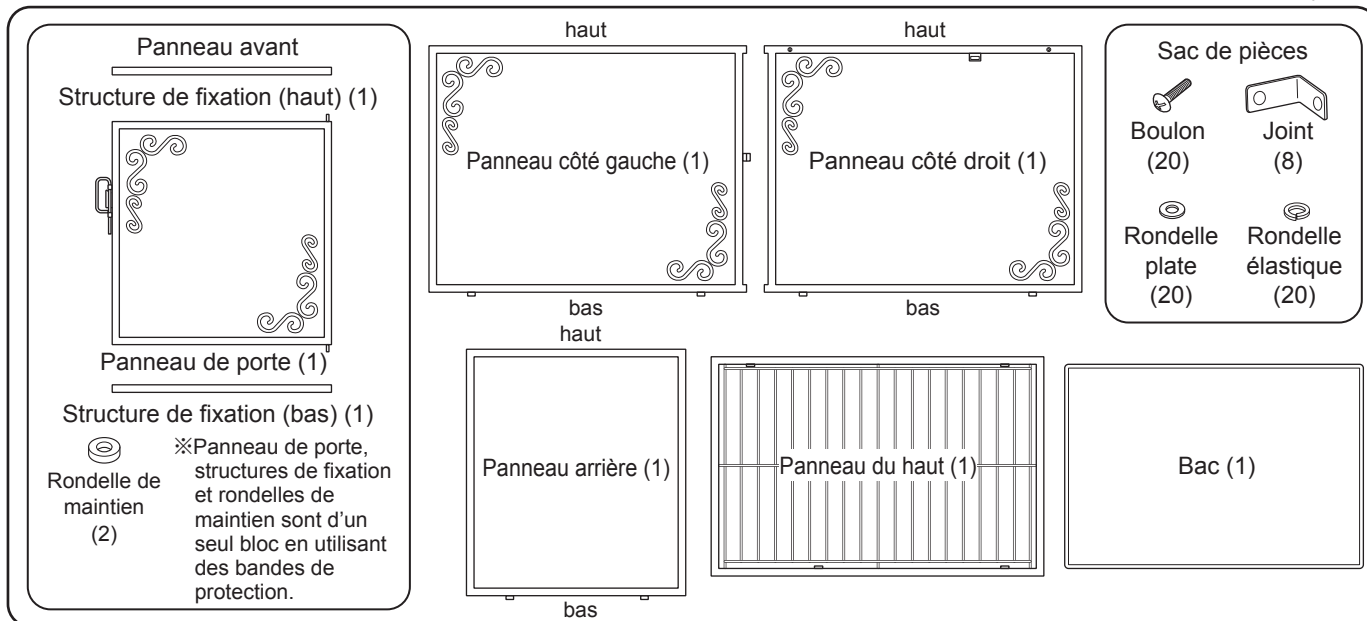 Panneau avant
Structure de fixation (haut) (1)
Panneau de porte (1)
Structure de fixation (bas) (1)
Rondelle de
maintien
(2)
※Panneau de porte,
structures de fixation
et rondelles de
maintien sont d'un
seul bloc en utilisant
des bandes de
protection.
haut
Panneau côté gauche (1)
bas
haut
Panneau côté droit (1)
bas
Sac de pièces
Boulon
(20)
Joint
(8)
Rondelle
plate
(20)
Rondelle
élastique
(20)
haut
Panneau arrière (1)
bas
Panneau du haut (1)
Bac (1)